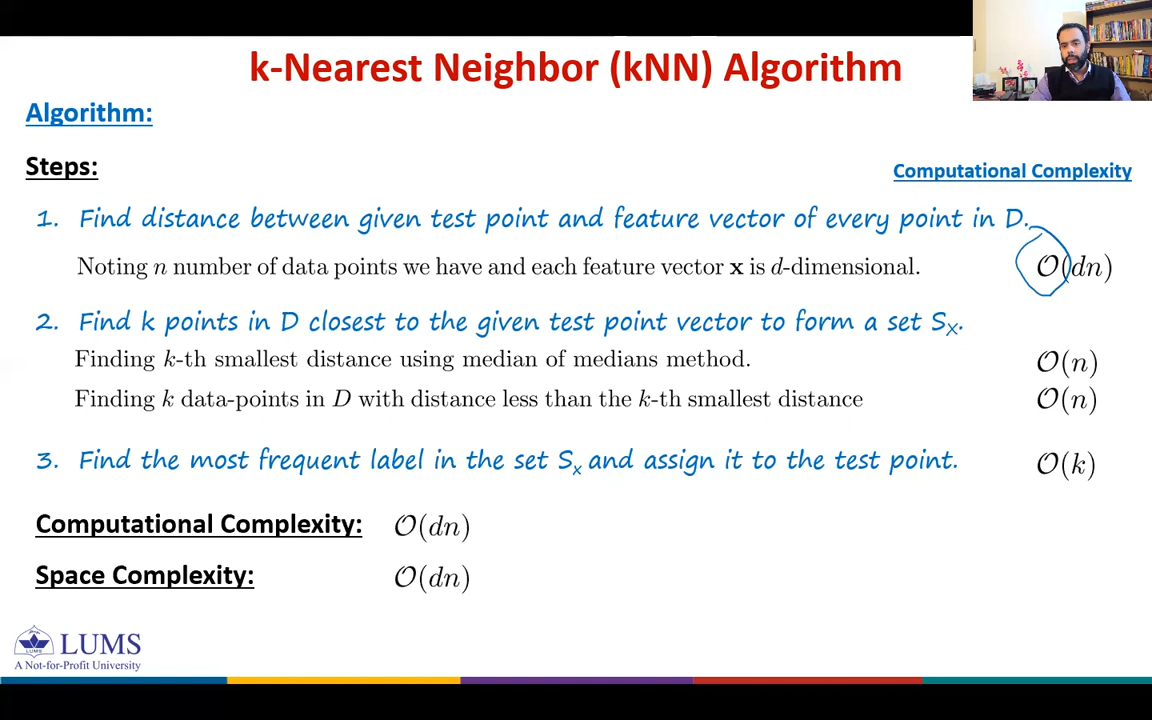 k-Nearest Neighbor (kNN) Algorithm
Algorithm:
Steps:
Computational Complexity
1. Find distance between given test point and feature vector of every point in D.
Noting n number of data points we have and each feature vector x is d-dimensional.
O(dn)
2. Find k points in D closest to the given test point vector to form a set Sₓ.
Finding k-th smallest distance using median of medians method.
O(n)
Finding k data-points in D with distance less than the k-th smallest distance
O(n)
3. Find the most frequent label in the set Sₓ and assign it to the test point.
O(k)
Computational Complexity: O(dn)
Space Complexity: O(dn)
LUMS
A Not-for-Profit University